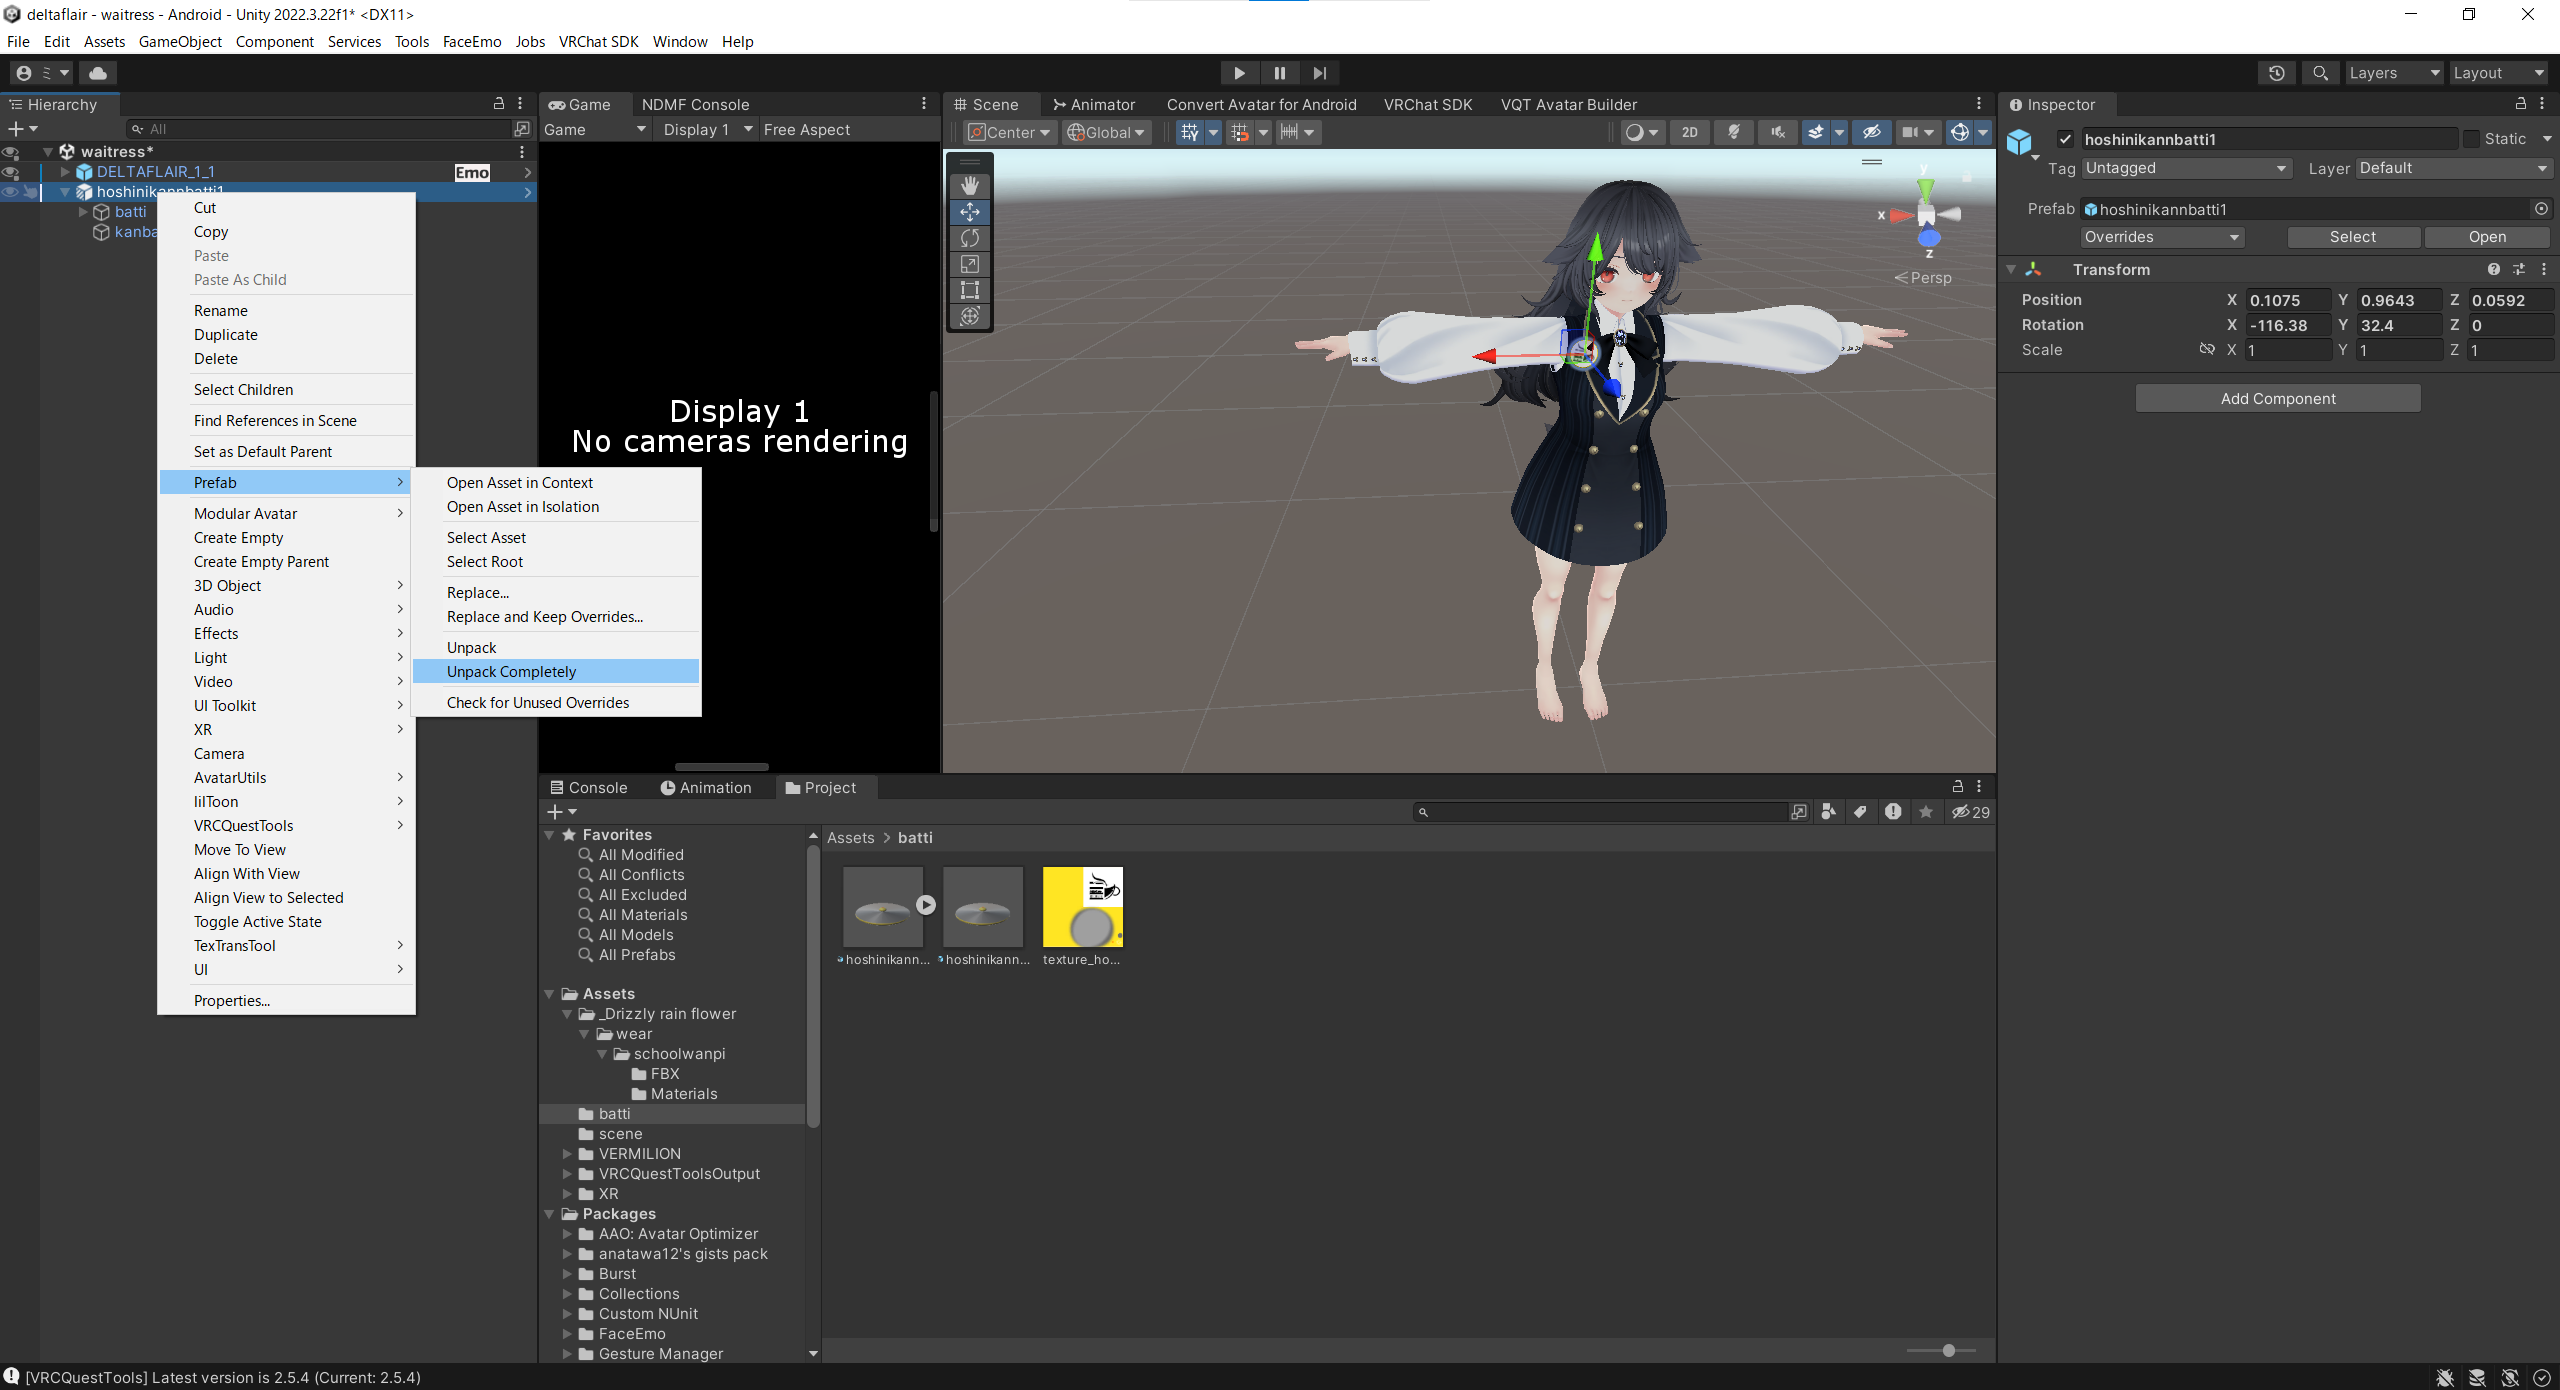 deltaflair - waitress - Android - Unity 2022.3.22f1* <DX11>
File Edit Assets GameObject Component Services Tools FaceEmo Jobs VRChat SDK Window Help
Layers Layout
Hierarchy
All
waitress*
DELTAFLAIR_1_1 Emo
hoshinikannbatti1
batti
Cut
Copy
Paste
Paste As Child
Rename
Duplicate
Delete
Select Children
Find References in Scene
Set as Default Parent
Prefab
Modular Avatar
Create Empty
Create Empty Parent
3D Object
Audio
Effects
Light
Video
UI Toolkit
XR
Camera
AvatarUtils
lilToon
VRCQuestTools
Move To View
Align With View
Align View to Selected
Toggle Active State
TexTransTool
UI
Properties...
Open Asset in Context
Open Asset in Isolation
Select Asset
Select Root
Replace...
Replace and Keep Overrides...
Unpack
Unpack Completely
Check for Unused Overrides
Game NDMF Console
Game Display 1 Free Aspect
Display 1
No cameras rendering
Scene Animator Convert Avatar for Android VRChat SDK VQT Avatar Builder
Center Global 2D
y
x
z
Persp
Console Animation Project
29
Favorites
All Modified
All Conflicts
All Excluded
All Materials
All Models
All Prefabs
Assets
_Drizzly rain flower
wear
schoolwanpi
FBX
Materials
batti
scene
VERMILION
VRCQuestToolsOutput
XR
Packages
AAO: Avatar Optimizer
anatawa12's gists pack
Burst
Collections
Custom NUnit
FaceEmo
Gesture Manager
Assets > batti
hoshinikann... hoshinikann... texture_ho...
Inspector
hoshinikannbatti1 Static
Tag Untagged Layer Default
Prefab hoshinikannbatti1
Overrides Select Open
Transform
Position X 0.1075 Y 0.9643 Z 0.0592
Rotation X -116.38 Y 32.4 Z 0
Scale X 1 Y 1 Z 1
Add Component
[VRCQuestTools] Latest version is 2.5.4 (Current: 2.5.4)